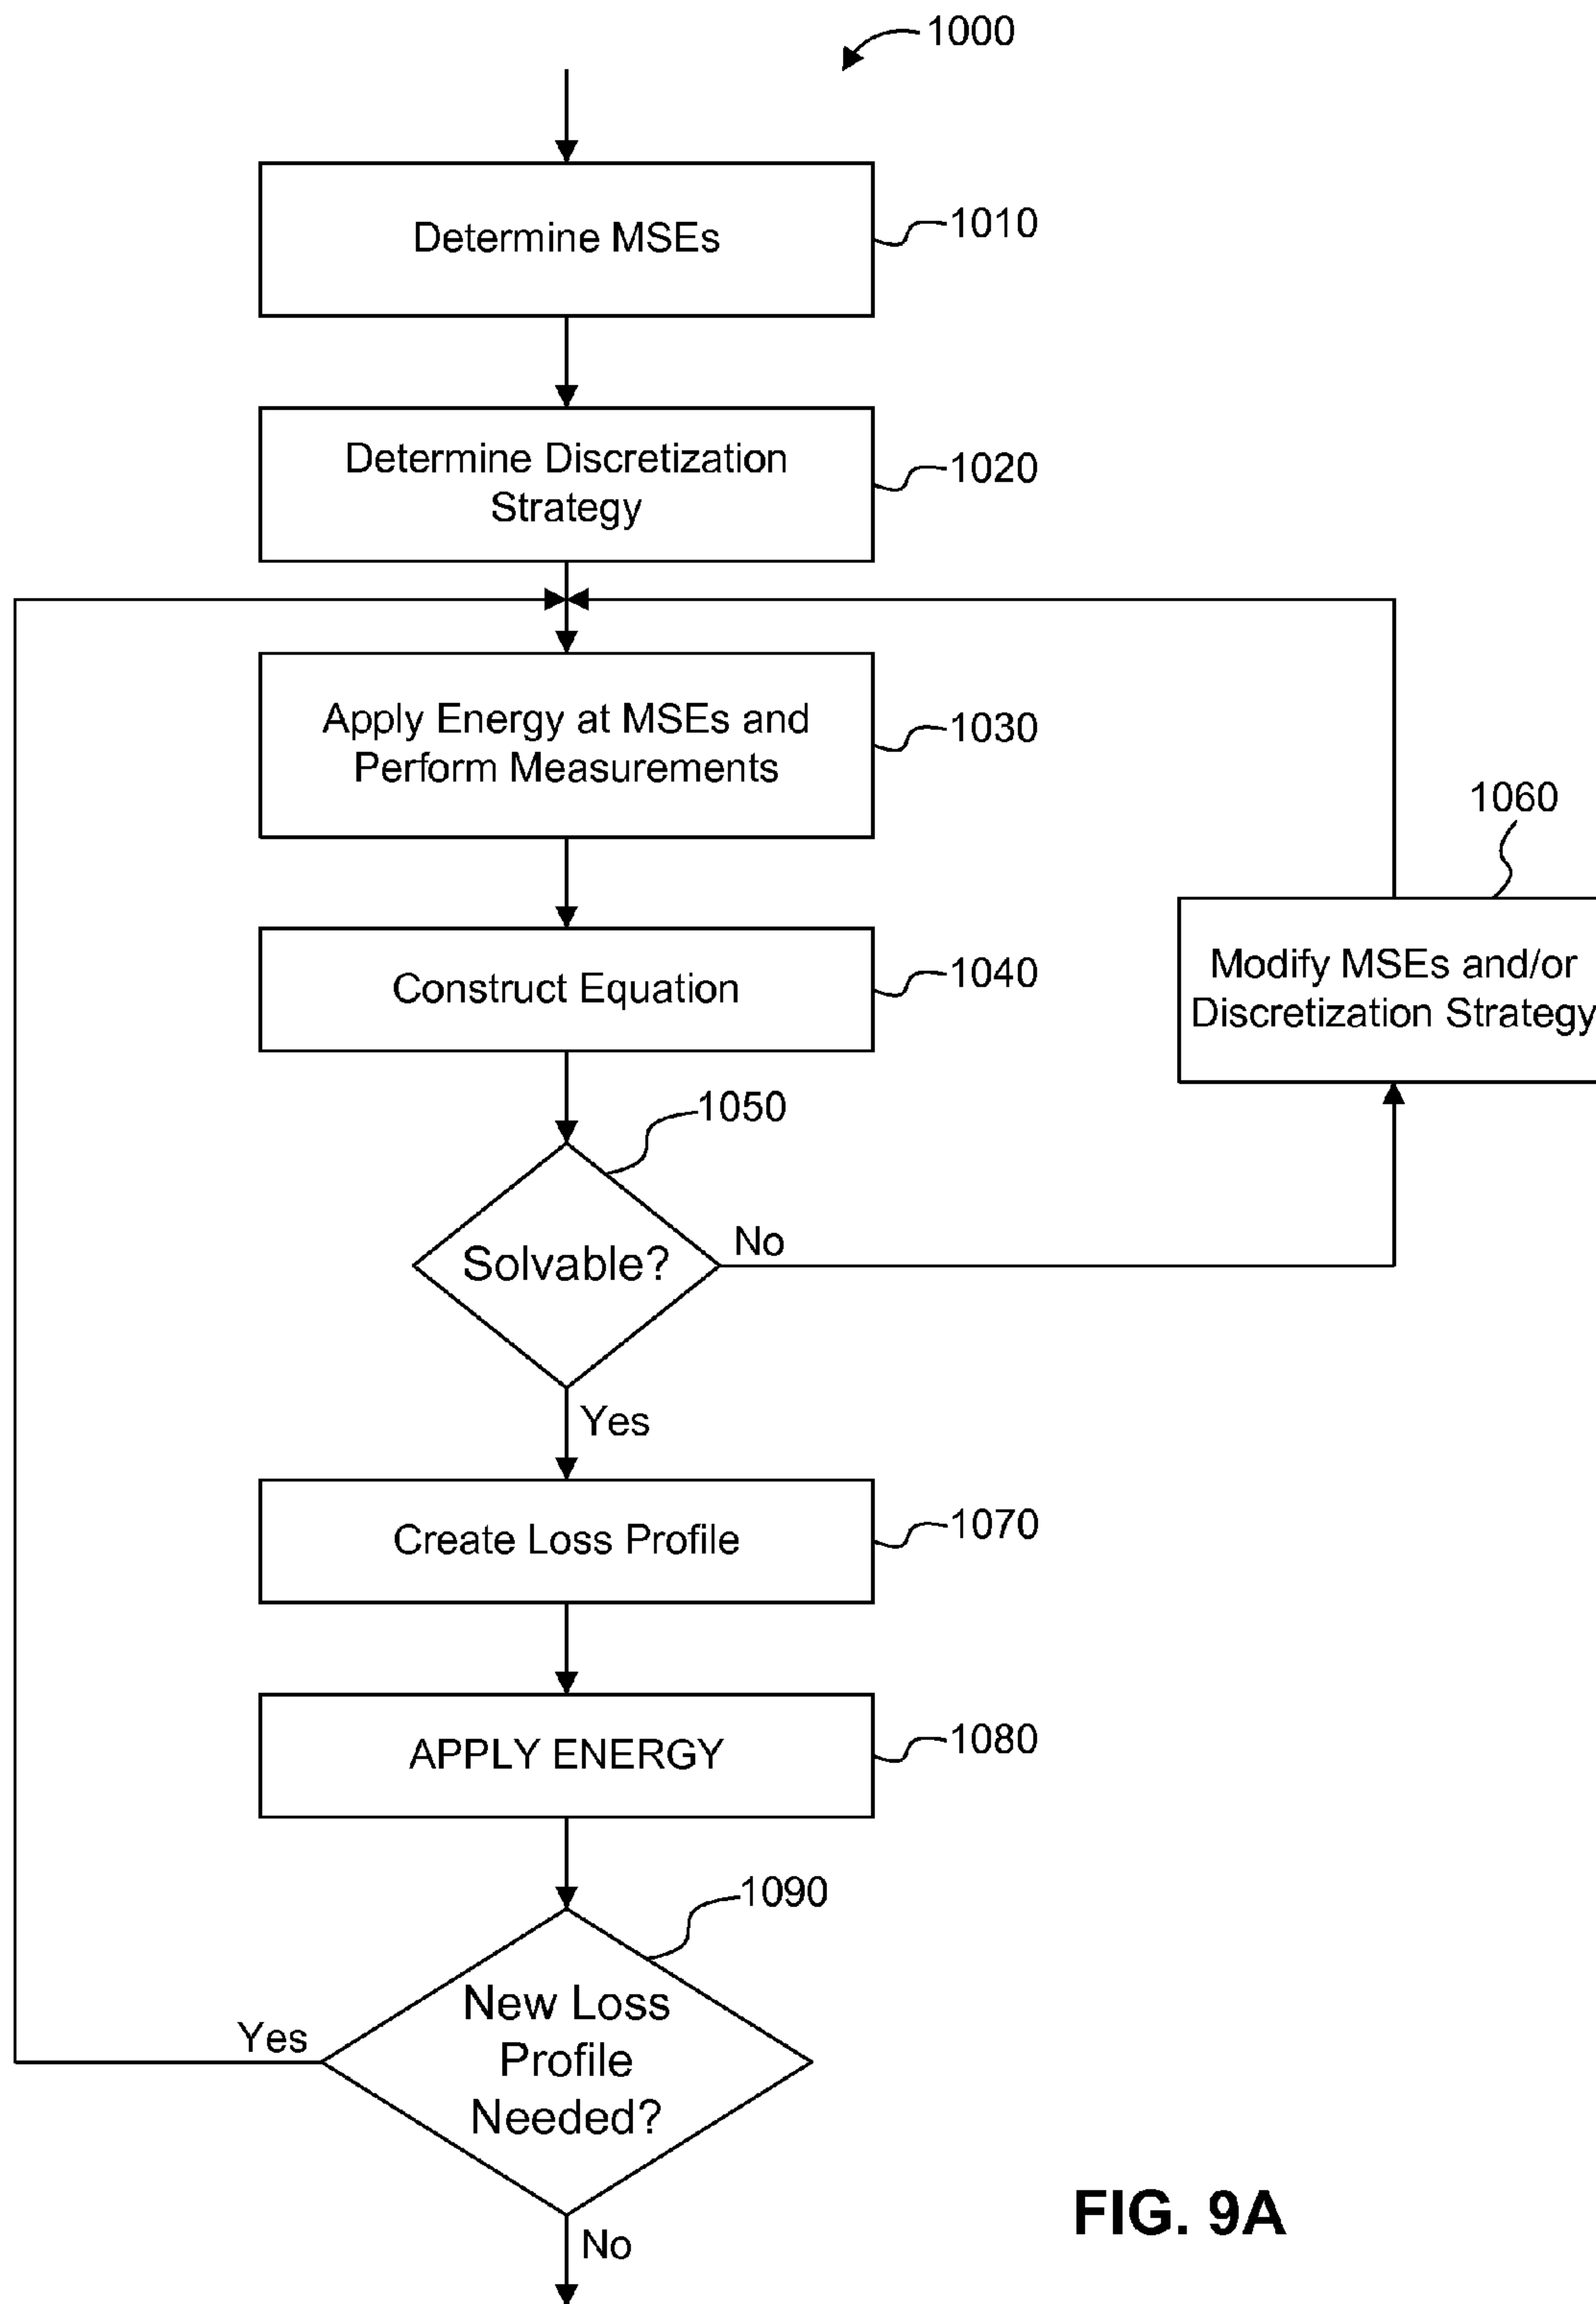 1000
Determine MSEs
1010
Determine Discretization
Strategy
1020
Apply Energy at MSEs and
Perform Measurements
1030
1060
Modify MSEs and/or
Discretization Strategy
Construct Equation
1040
1050
Solvable?
No
Yes
Create Loss Profile
1070
APPLY ENERGY
1080
1090
New Loss
Profile
Needed?
Yes
No
FIG. 9A